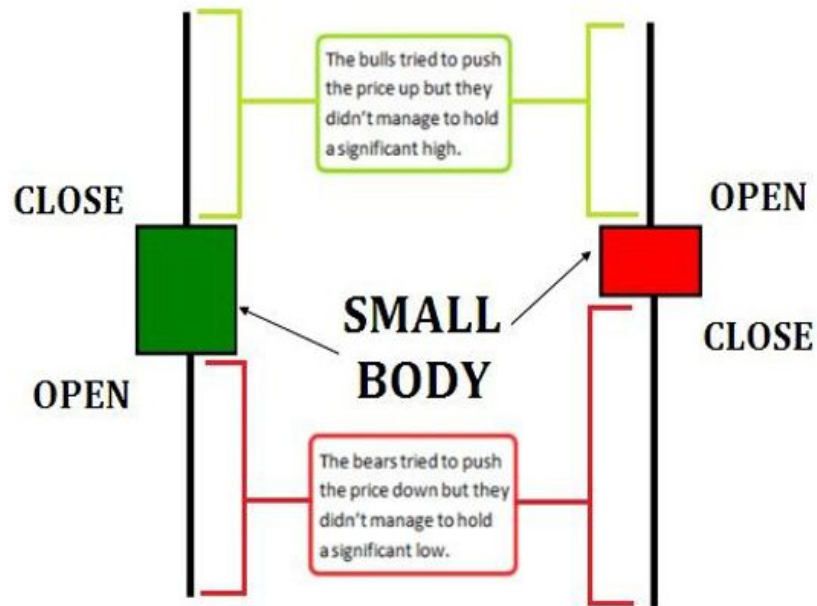 The bulls tried to push
the price up but they
didn't manage to hold
a significant high.
CLOSE
OPEN
SMALL
BODY
CLOSE
OPEN
The bears tried to push
the price down but they
didn't manage to hold
a significant low.